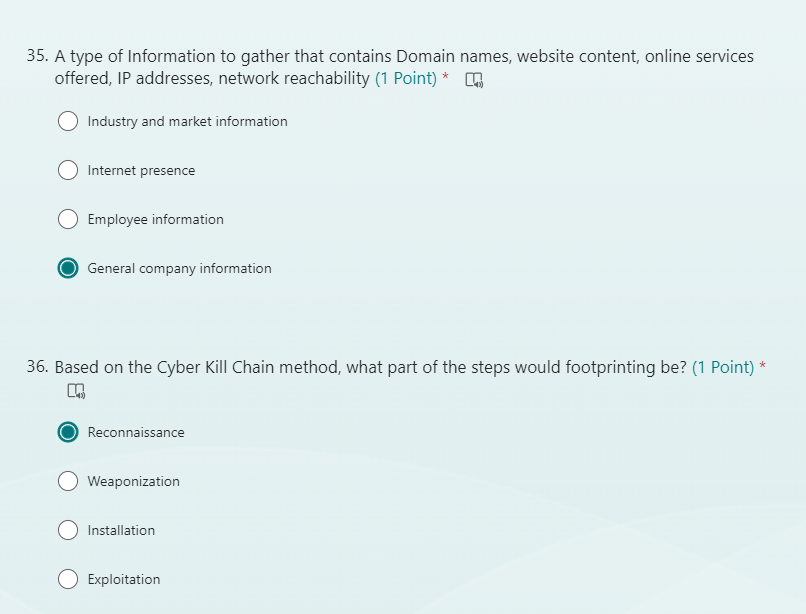 35. A type of Information to gather that contains Domain names, website content, online services
offered, IP addresses, network reachability (1 Point) *
Industry and market information
Internet presence
Employee information
General company information
36. Based on the Cyber Kill Chain method, what part of the steps would footprinting be? (1 Point) *
Reconnaissance
Weaponization
Installation
Exploitation